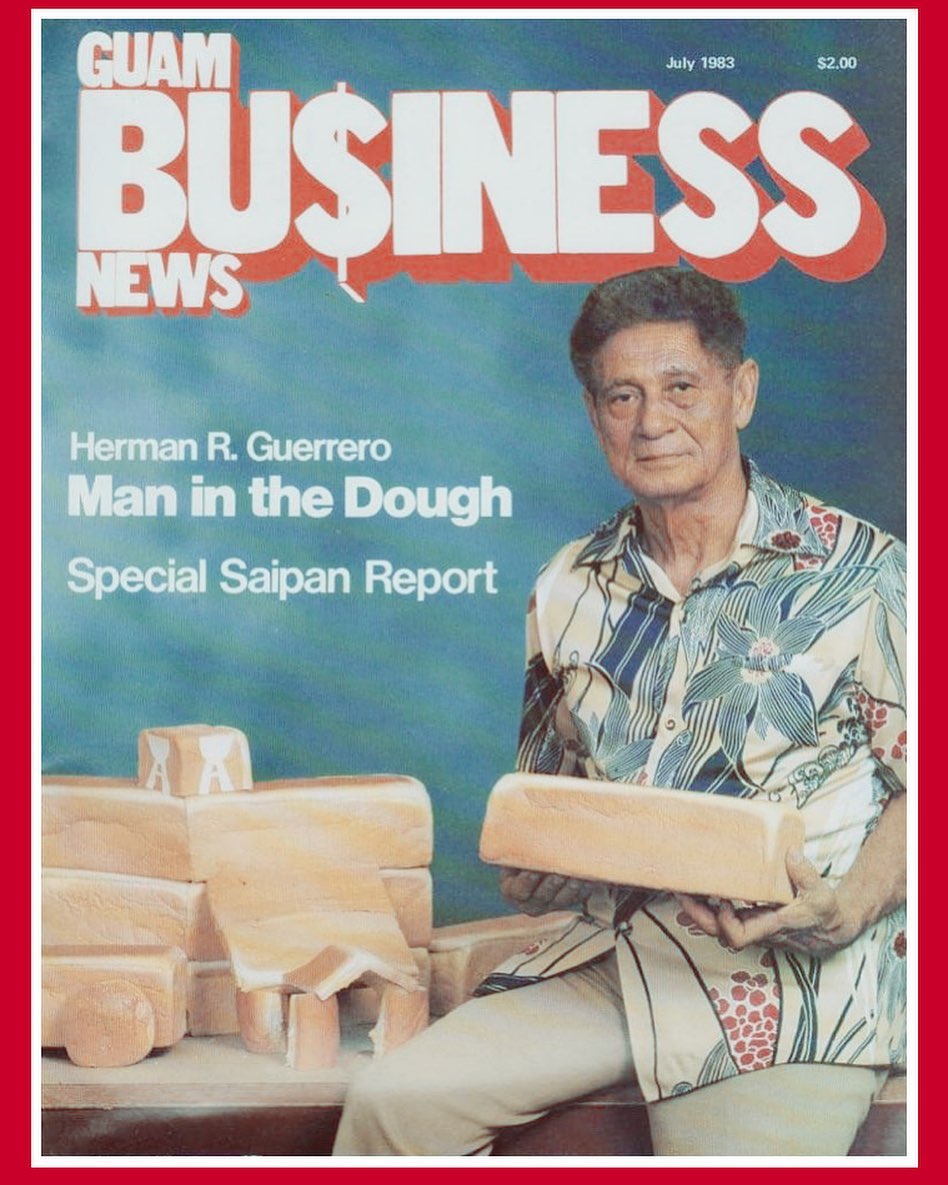 GUAM
BU$INESS
NEWS
July 1983
$2.00
Herman R. Guerrero
Man in the Dough
Special Saipan Report